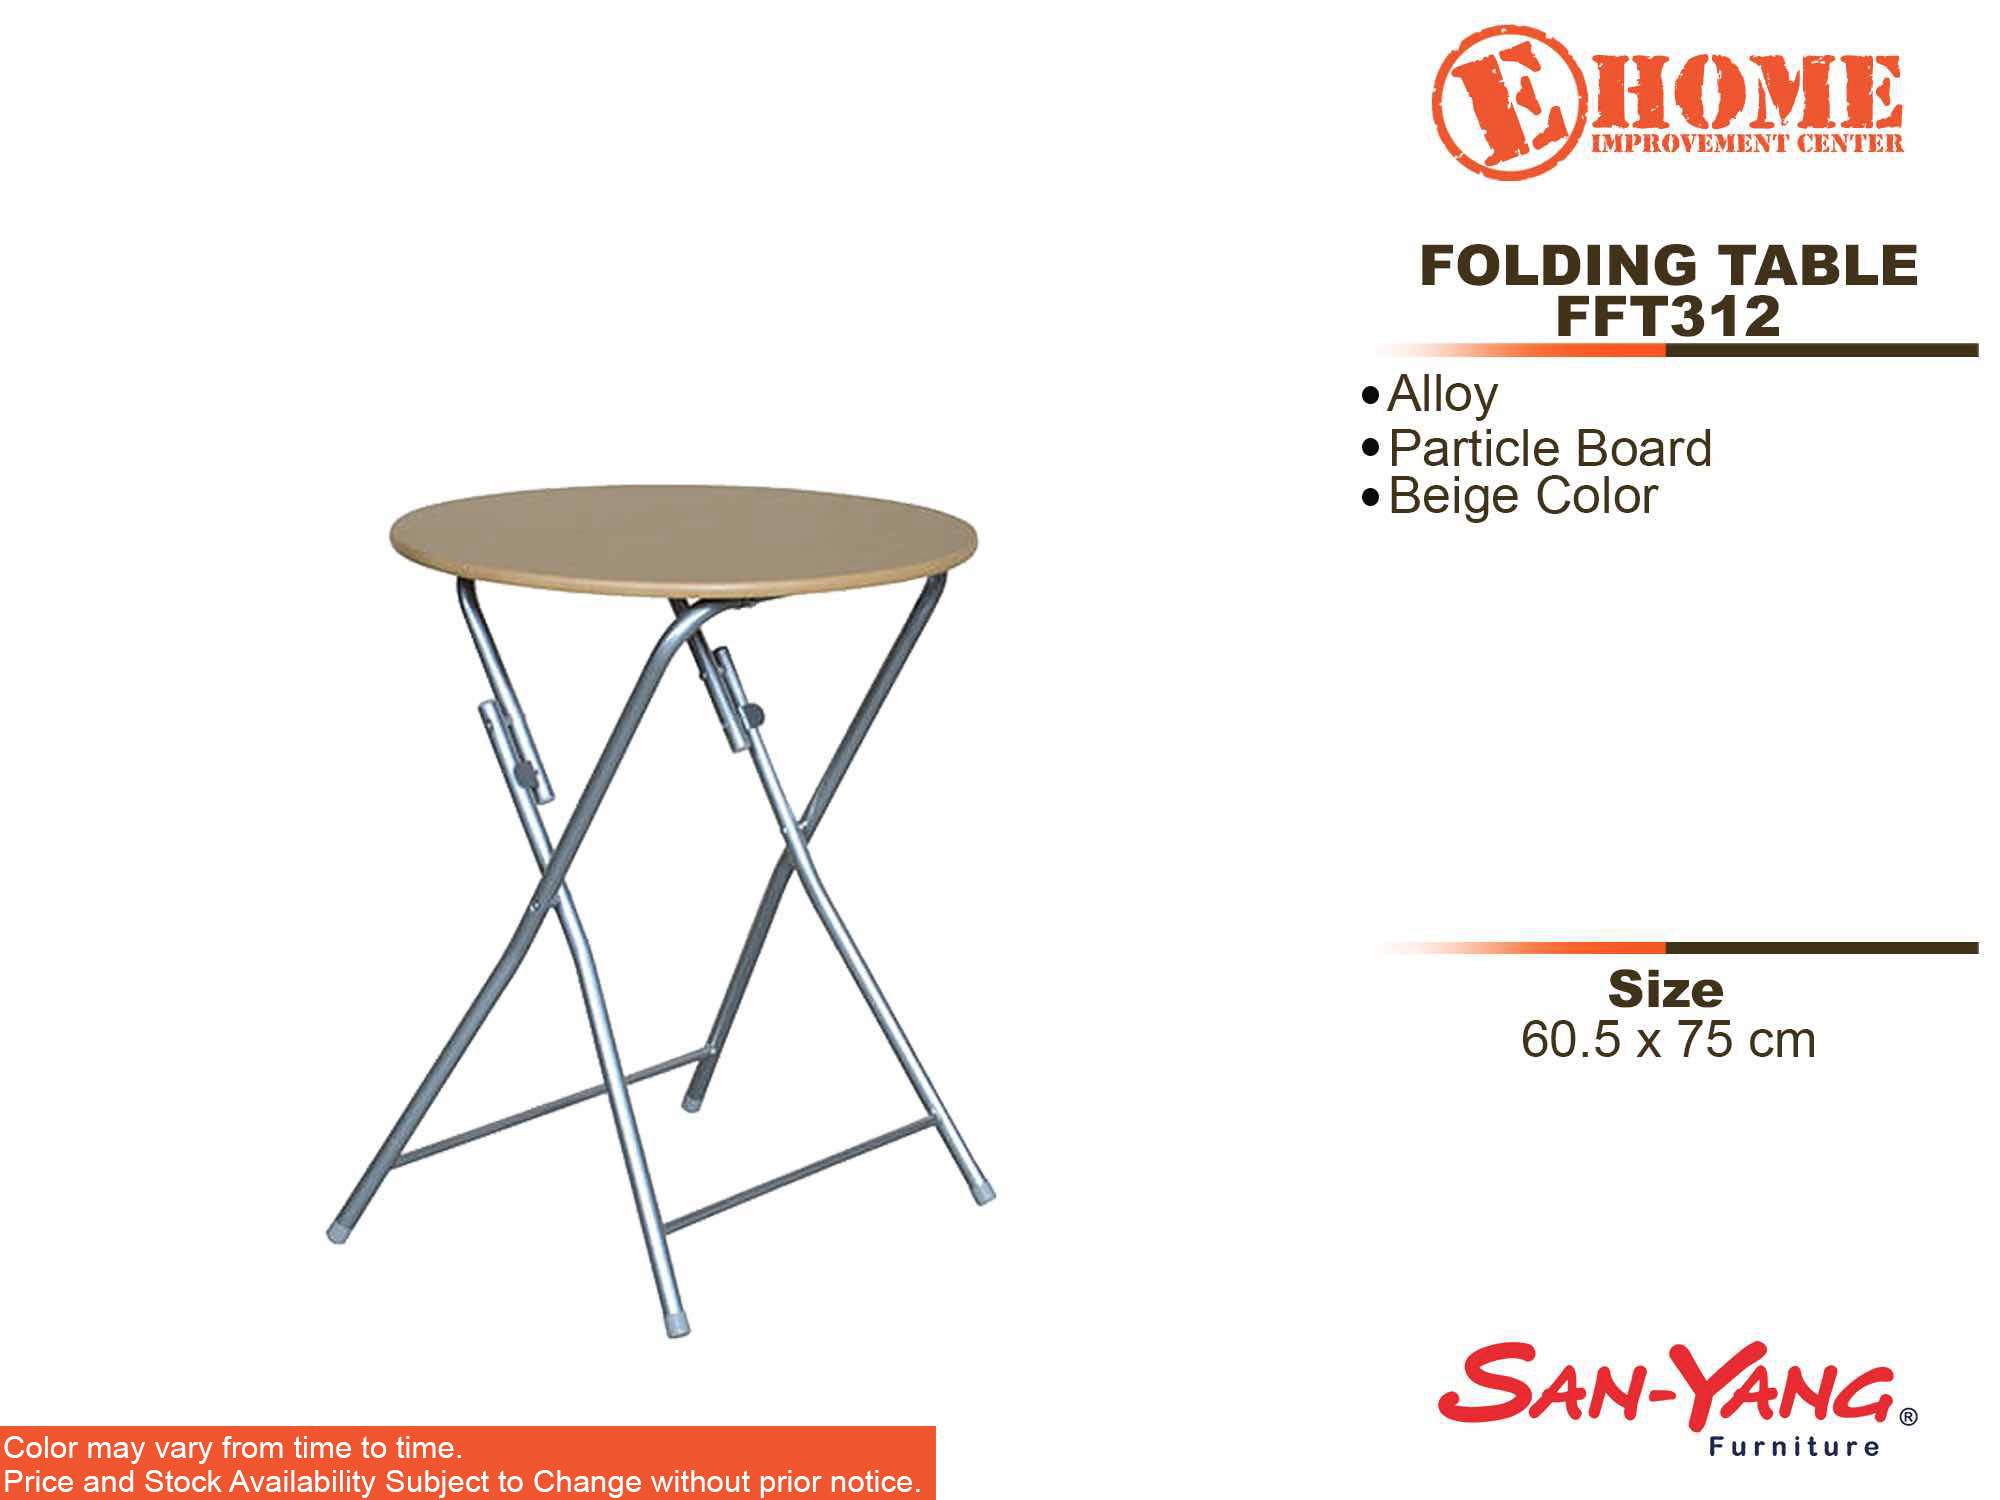 E HOME
IMPROVEMENT CENTER
FOLDING TABLE
FFT312
• Alloy
• Particle Board
• Beige Color
Size
60.5 x 75 cm
SAN-YANG®
Furniture
Color may vary from time to time.
Price and Stock Availability Subject to Change without prior notice.